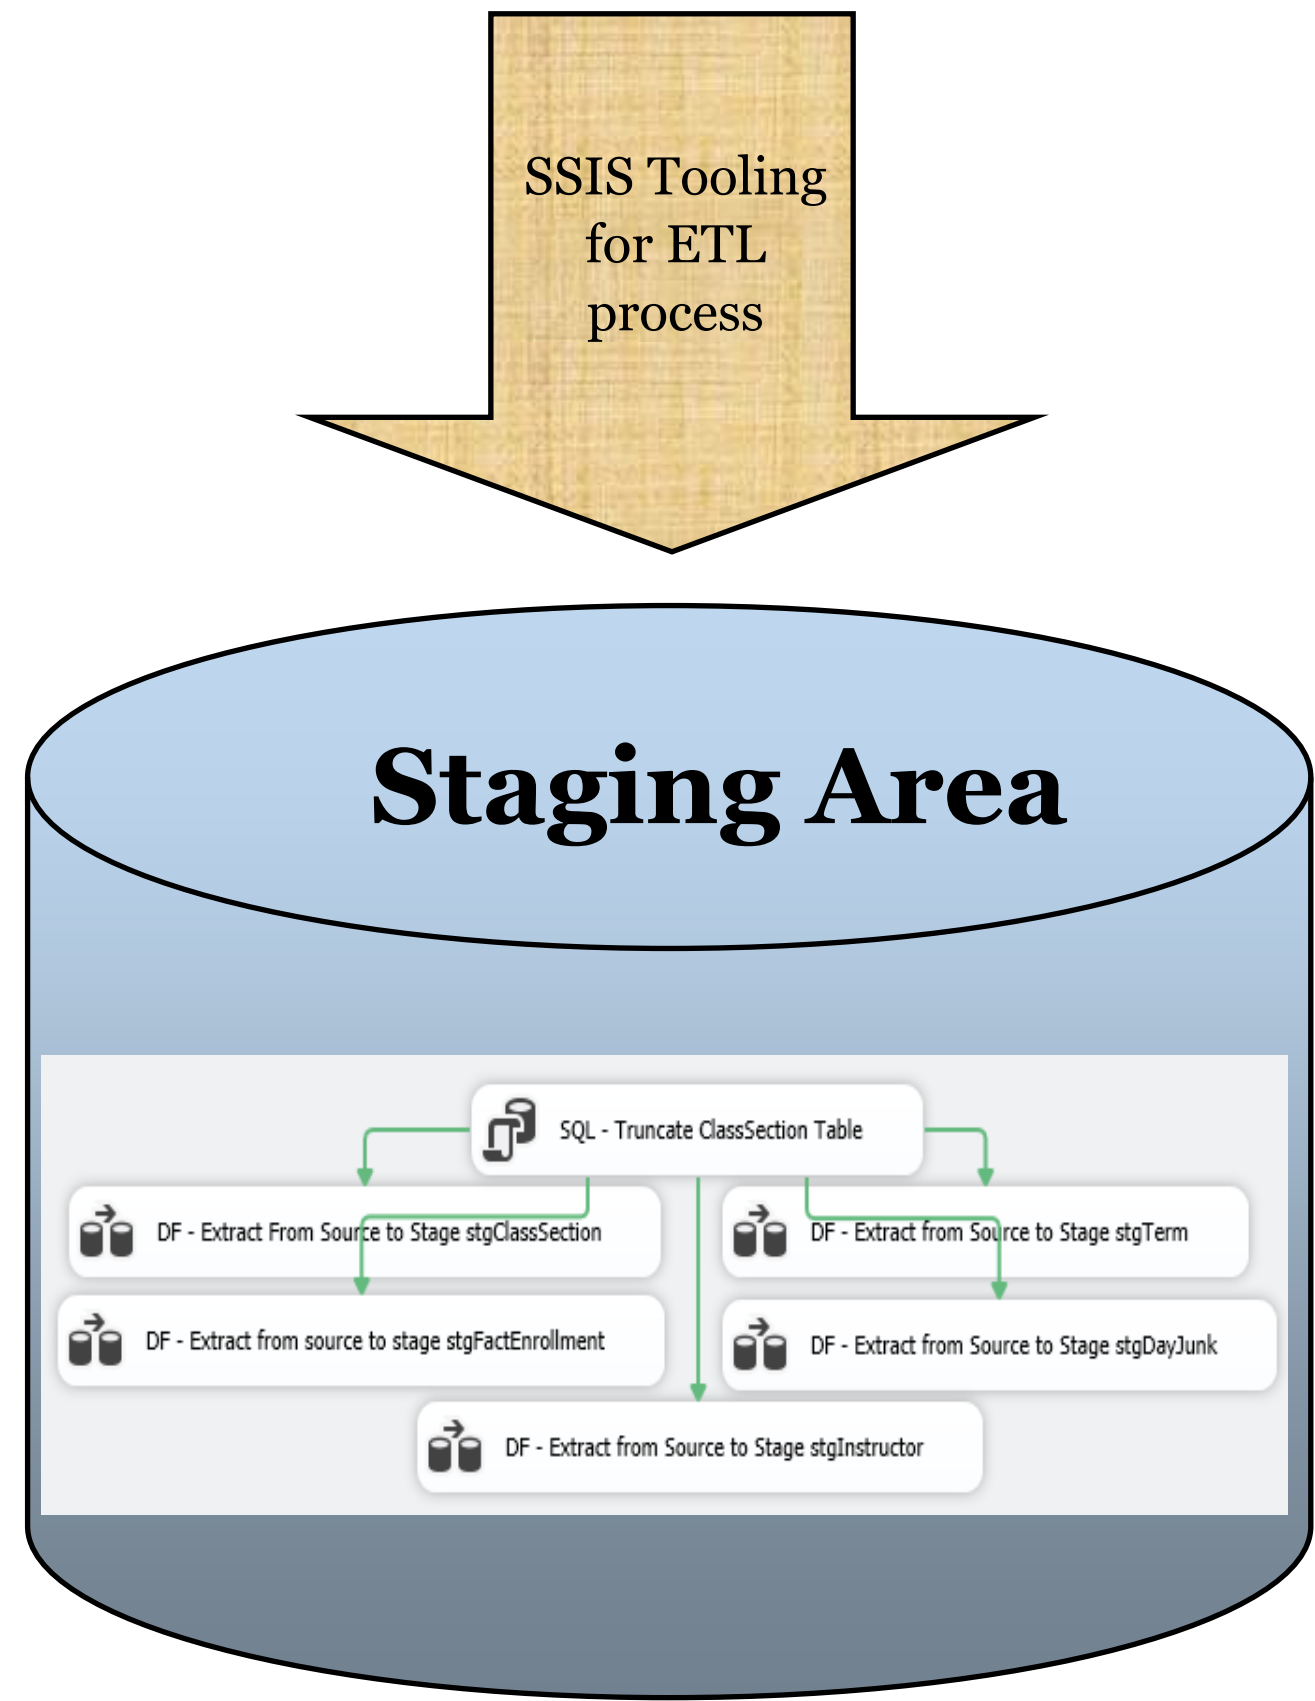 SSIS Tooling
for ETL
process
Staging Area
SQL - Truncate ClassSection Table
DF - Extract From Source to Stage stgClassSection
DF - Extract from Source to Stage stgTerm
DF - Extract from source to stage stgFactEnrollment
DF - Extract from Source to Stage stgDayJunk
DF - Extract from Source to Stage stgInstructor